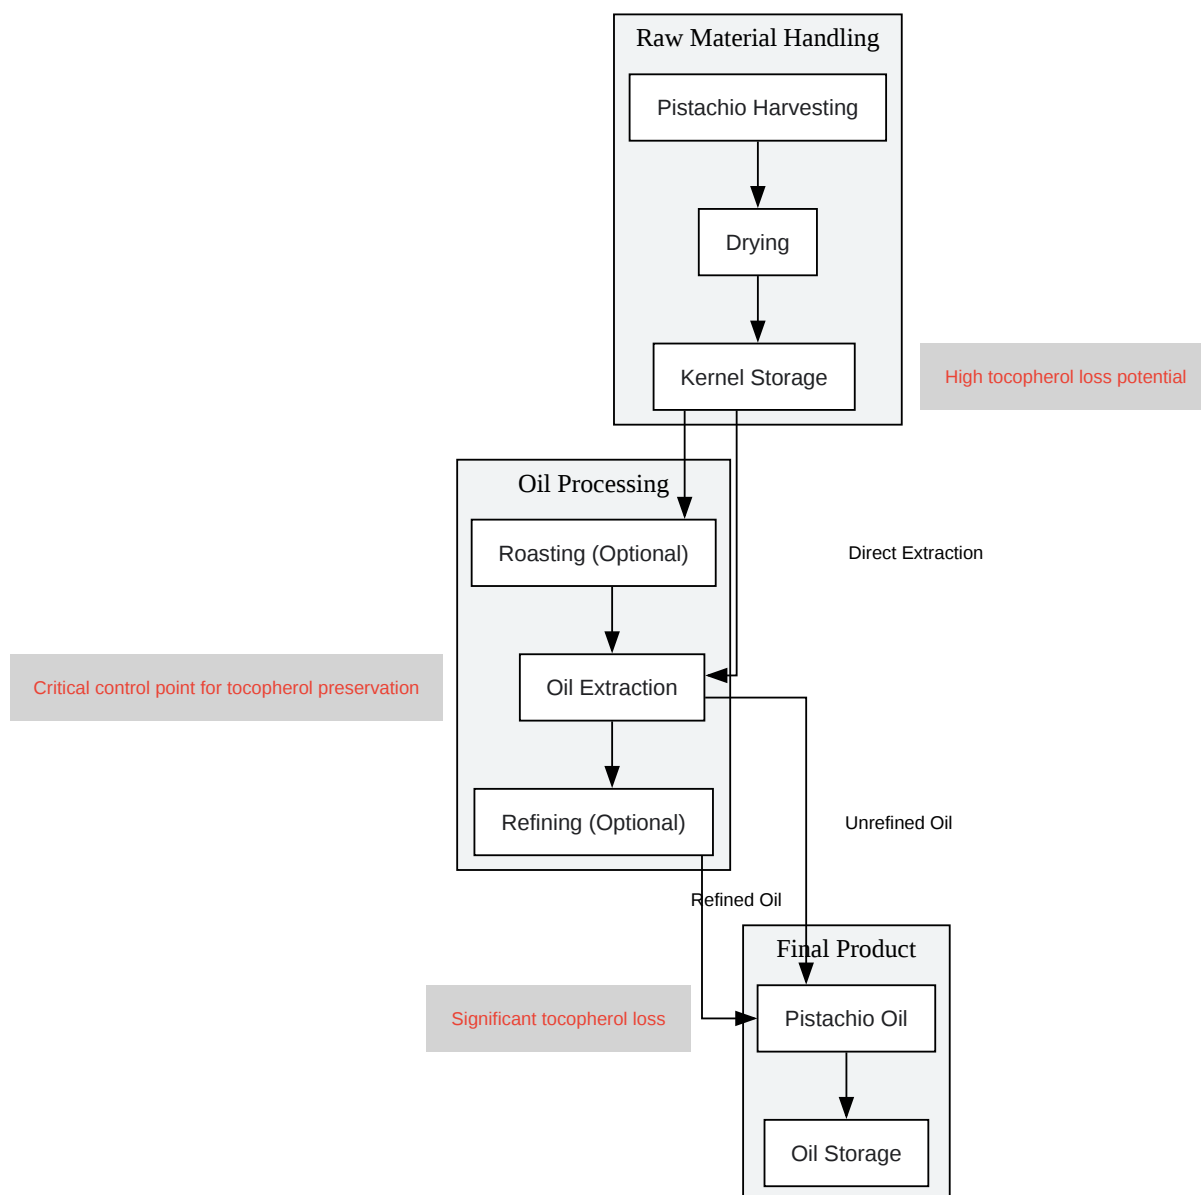 Raw Material Handling
Pistachio Harvesting
Drying
Kernel Storage
High tocopherol loss potential
Oil Processing
Roasting (Optional)
Direct Extraction
Critical control point for tocopherol preservation
Oil Extraction
Refining (Optional)
Unrefined Oil
Refined Oil
Final Product
Significant tocopherol loss
Pistachio Oil
Oil Storage